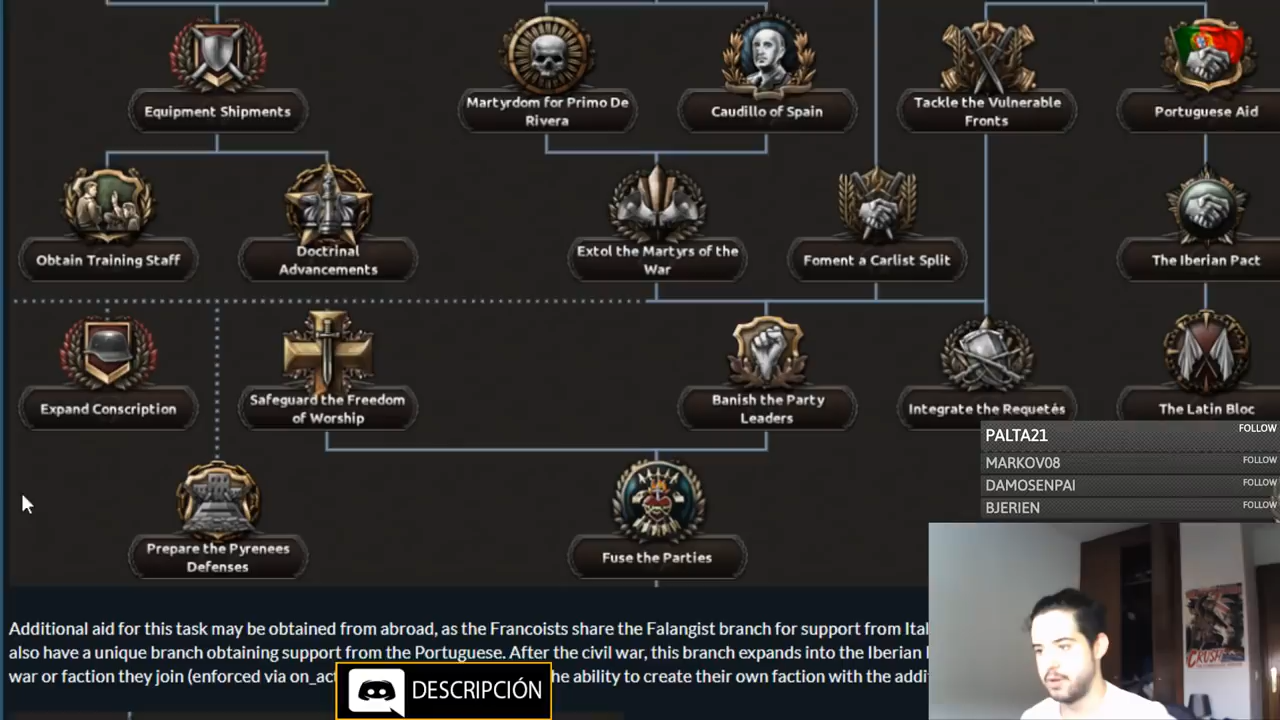 Equipment Shipments
Martyrdom for Primo De
Rivera
Caudillo of Spain
Tackle the Vulnerable
Fronts
Portuguese Aid
Obtain Training Staff
Doctrinal
Advancements
Extol the Martyrs of the
War
Foment a Carlist Split
The Iberian Pact
Expand Conscription
Safeguard the Freedom
of Worship
Banish the Party
Leaders
Integrate the Requetés
The Latin Bloc
PALTA21 FOLLOW
MARKOV08 FOLLOW
DAMOSENPAI FOLLOW
BJERIEN FOLLOW
Prepare the Pyrenees
Defenses
Fuse the Parties
Additional aid for this task may be obtained from abroad, as the Francoists share the Falangist branch for support from
also have a unique branch obtaining support from the Portuguese. After the civil war, this branch expands into the Iberian
war or faction they join (enforced via the ability to create their own faction with the
DESCRIPCIÓN
CRUSH